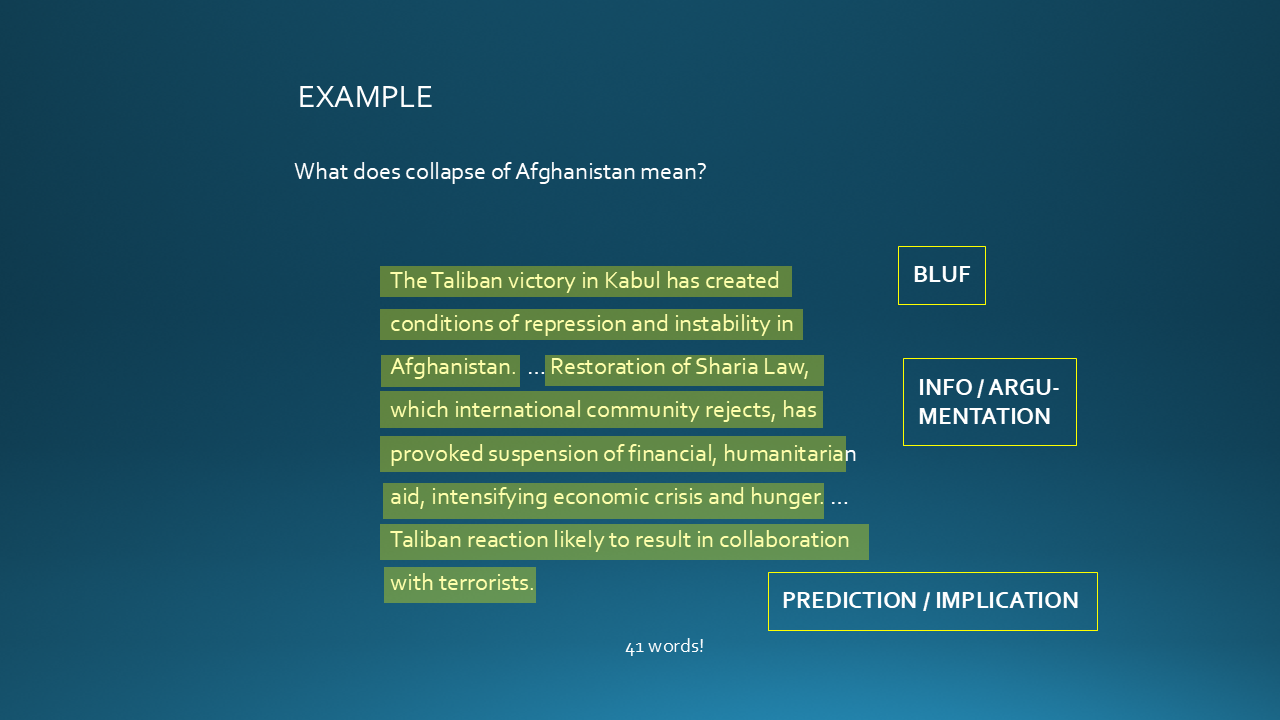 EXAMPLE
What does collapse of Afghanistan mean?
BLUF
The Taliban victory in Kabul has created
conditions of repression and instability in
Afghanistan. ...Restoration of Sharia Law,
which international community rejects, has
provoked suspension of financial, humanitarian
aid, intensifying economic crisis and hunger. ...
Taliban reaction likely to result in collaboration
with terrorists.
INFO / ARGU-
MENTATION
PREDICTION / IMPLICATION
41 words!